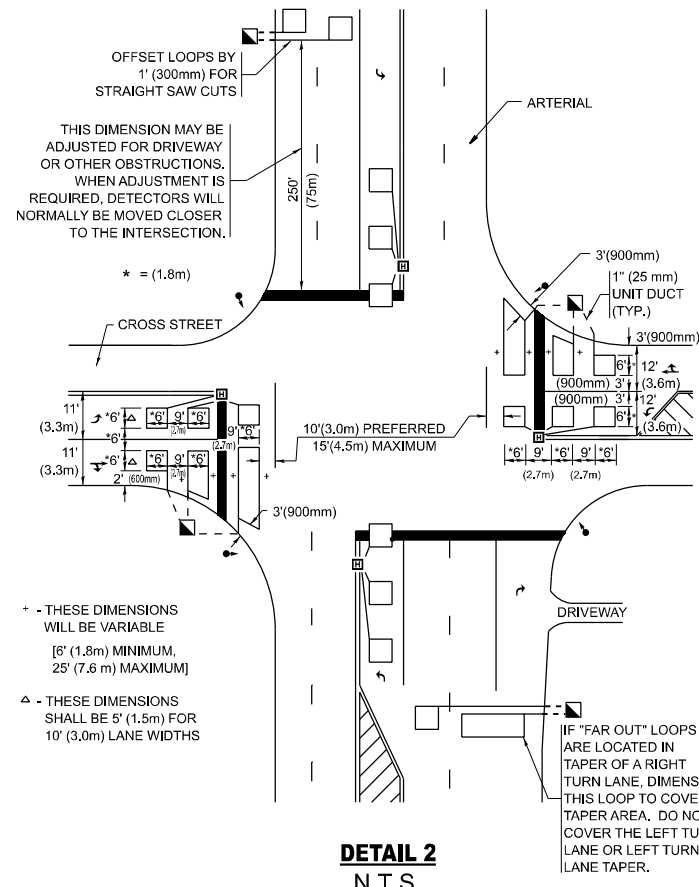 OFFSET LOOPS BY
1' (300mm) FOR
STRAIGHT SAW CUTS
THIS DIMENSION MAY BE
ADJUSTED FOR DRIVEWAY
OR OTHER OBSTRUCTIONS.
WHEN ADJUSTMENT IS
REQUIRED, DETECTORS WILL
NORMALLY BE MOVED CLOSER
TO THE INTERSECTION.
* = (1.8m)
250'
(75m)
ARTERIAL
CROSS STREET
3'(900mm)
1" (25 mm)
UNIT DUCT
(TYP.)
3'(900mm)
6'*
12'
(3.6m)
(900mm) 3'
(900mm) 3'
6'*
12'
(3.6m)
*6' 9' *6' 9' *6'
(2.7m) (2.7m)
H
H
H
H
11'
(3.3m)
*6' △
*6' 9' *6'
(2.7m)
*6'
9' *6'
(2.7m)
11'
(3.3m)
*6' △
*6' 9' *6'
(2.7m)
2' (600mm)
10'(3.0m) PREFERRED
15'(4.5m) MAXIMUM
3'(900mm)
+ - THESE DIMENSIONS
WILL BE VARIABLE
[6' (1.8m) MINIMUM,
25' (7.6 m) MAXIMUM]
△ - THESE DIMENSIONS
SHALL BE 5' (1.5m) FOR
10' (3.0m) LANE WIDTHS
DRIVEWAY
IF "FAR OUT" LOOPS
ARE LOCATED IN
TAPER OF A RIGHT
TURN LANE, DIMENS
THIS LOOP TO COVE
TAPER AREA. DO NO
COVER THE LEFT TU
LANE OR LEFT TURN
LANE TAPER.
DETAIL 2
N.T.S.